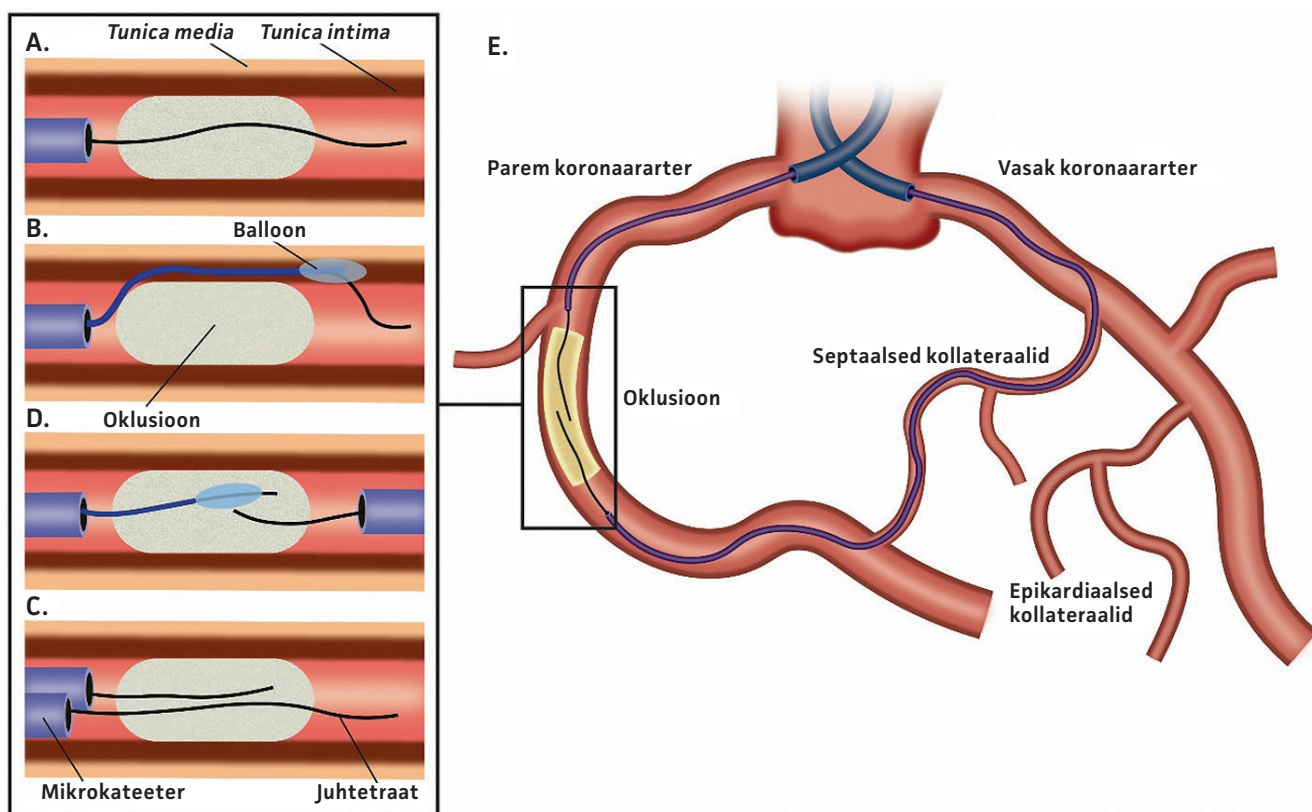 A.
Tunica media
Tunica intima
B.
Balloon
Oklusioon
D.
C.
Mikrokateeter
Juhtetraat
E.
Parem koronaararter
Vasak koronaararter
Septaalsed kollateraalid
Oklusioon
Epikardiaalsed
kollateraalid